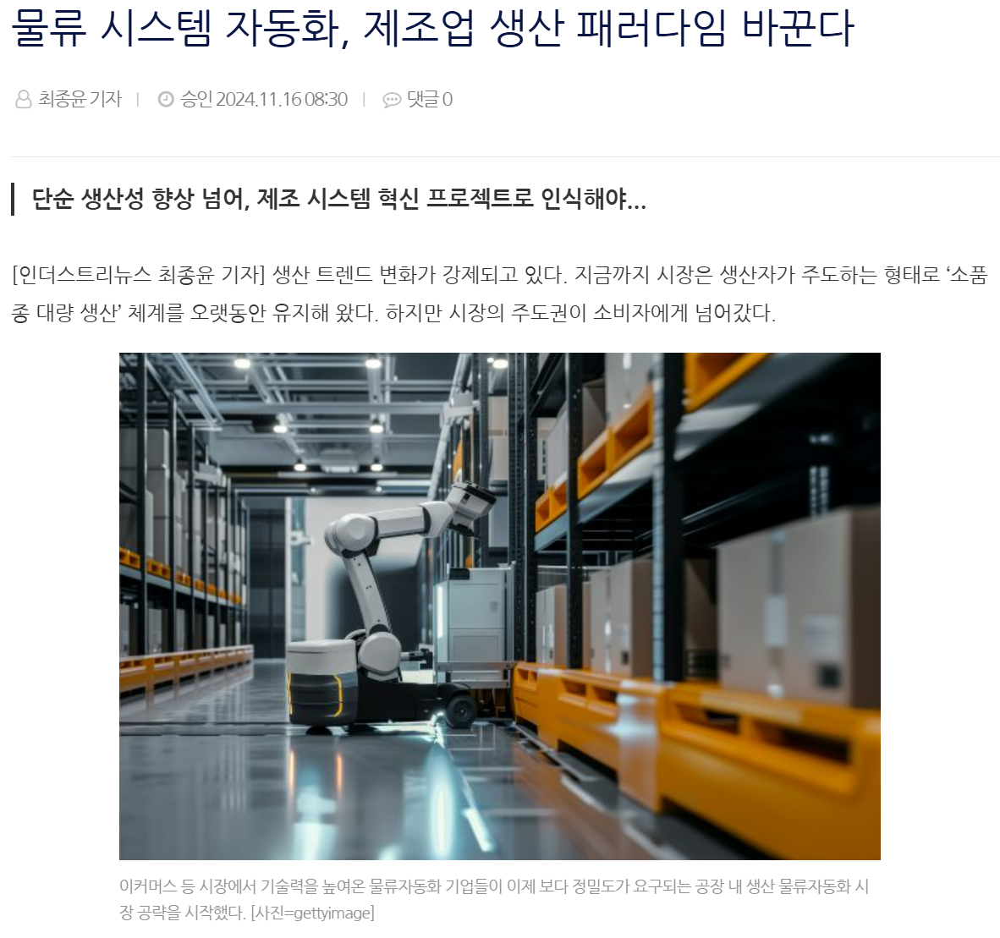 물류 시스템 자동화, 제조업 생산 패러다임 바꾼다
최종윤 기자 | 승인 2024.11.16 08:30 | 댓글 0
단순 생산성 향상 넘어, 제조 시스템 혁신 프로젝트로 인식해야...
[인더스트리뉴스 최종윤 기자] 생산 트렌드 변화가 강제되고 있다. 지금까지 시장은 생산자가 주도하는 형태로 ‘소품
종 대량 생산’ 체계를 오랫동안 유지해 왔다. 하지만 시장의 주도권이 소비자에게 넘어갔다.
이커머스 등 시장에서 기술력을 높여온 물류자동화 기업들이 이제 보다 정밀도가 요구되는 공장 내 생산 물류자동화 시
장 공략을 시작했다. [사진=gettyimage]